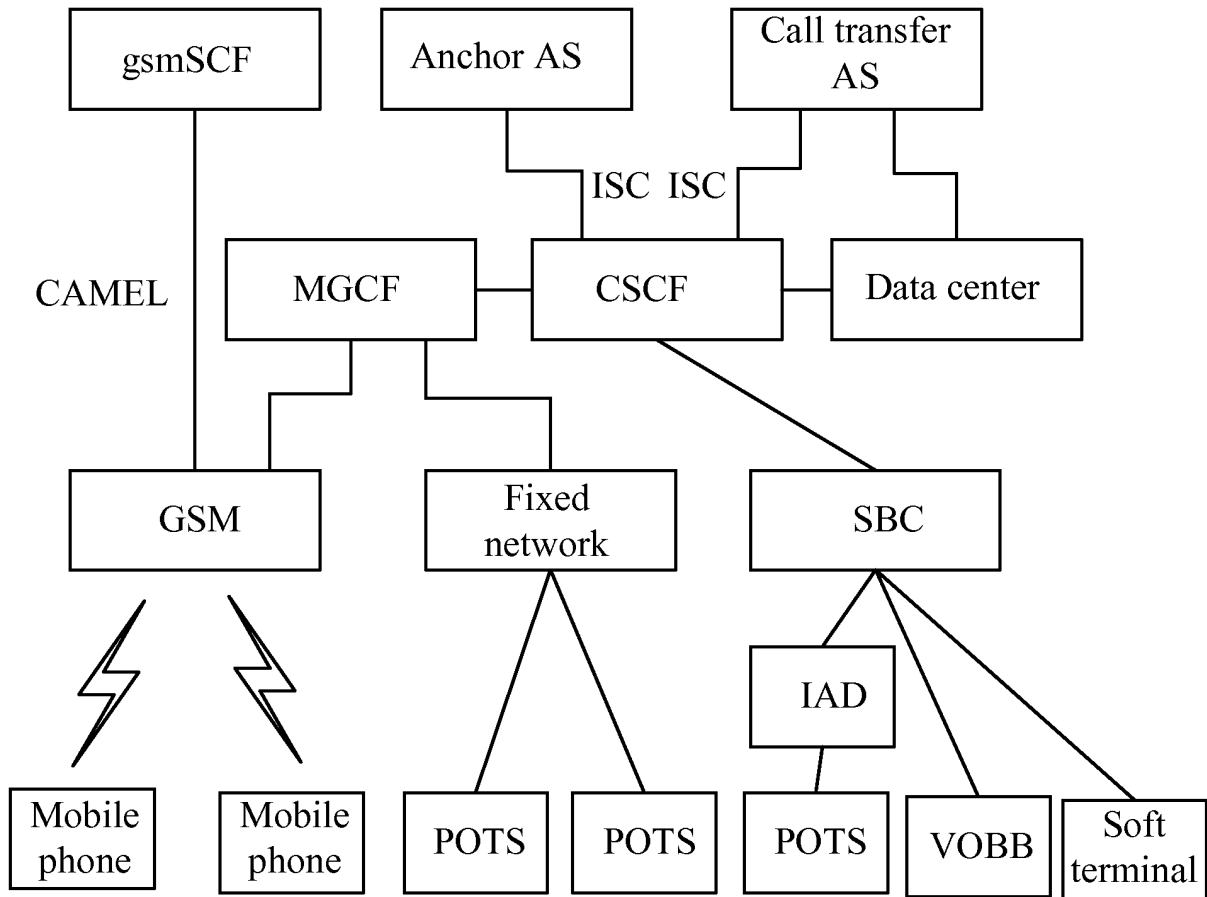 gsmSCF
Anchor AS
Call transfer
AS
ISC
ISC
CAMEL
MGCF
CSCF
Data center
GSM
Fixed
network
SBC
IAD
Mobile
phone
Mobile
phone
POTS
POTS
POTS
VOBB
Soft
terminal